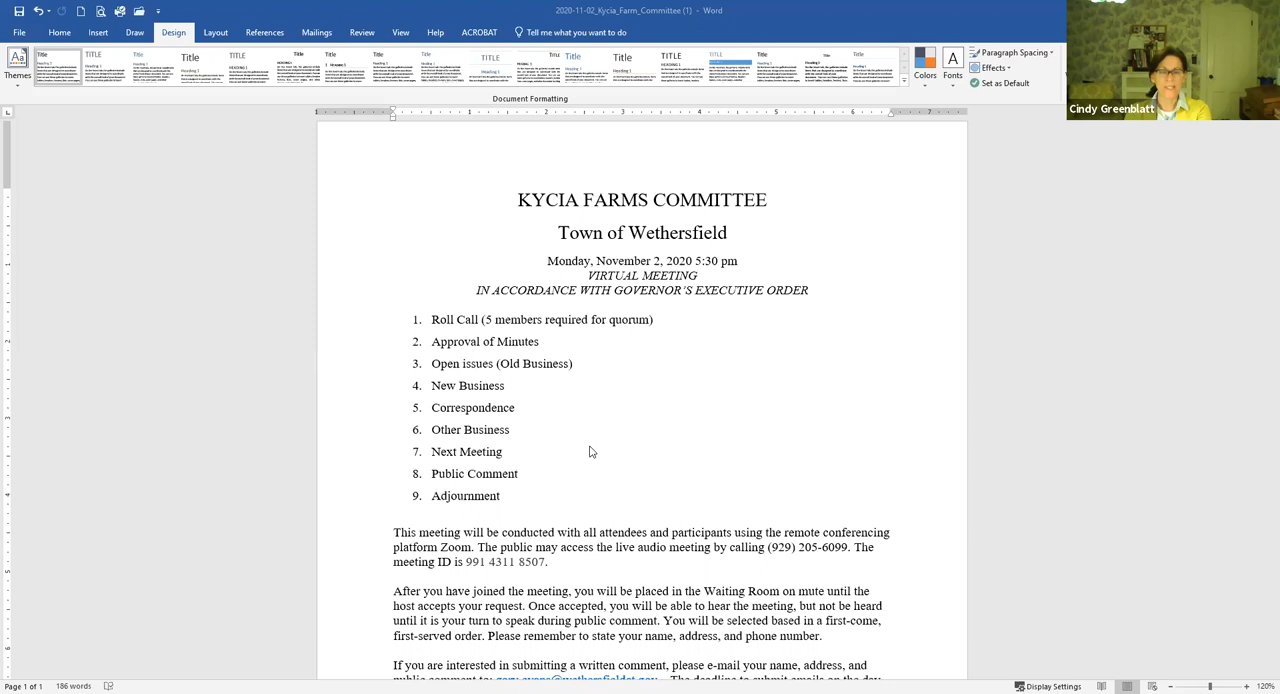 2020-11-02_Kycia_Farm_Committee (1) - Word
File Home Insert Draw Design Layout References Mailings Review View Help ACROBAT Tell me what you want to do
Themes
Colors
Fonts
Paragraph Spacing
Effects
Set as Default
Document Formatting
Cindy Greenblatt
KYCIA FARMS COMMITTEE
Town of Wethersfield
Monday, November 2, 2020 5:30 pm
VIRTUAL MEETING
IN ACCORDANCE WITH GOVERNOR'S EXECUTIVE ORDER
1. Roll Call (5 members required for quorum)
2. Approval of Minutes
3. Open issues (Old Business)
4. New Business
5. Correspondence
6. Other Business
7. Next Meeting
8. Public Comment
9. Adjournment
This meeting will be conducted with all attendees and participants using the remote conferencing
platform Zoom. The public may access the live audio meeting by calling (929) 205-6099. The
meeting ID is 991 4311 8507.
After you have joined the meeting, you will be placed in the Waiting Room on mute until the
host accepts your request. Once accepted, you will be able to hear the meeting, but not be heard
until it is your turn to speak during public comment. You will be selected based in a first-come,
first-served order. Please remember to state your name, address, and phone number.
If you are interested in submitting a written comment, please e-mail your name, address, and
Page 1 of 1 186 words
Display Settings
120%